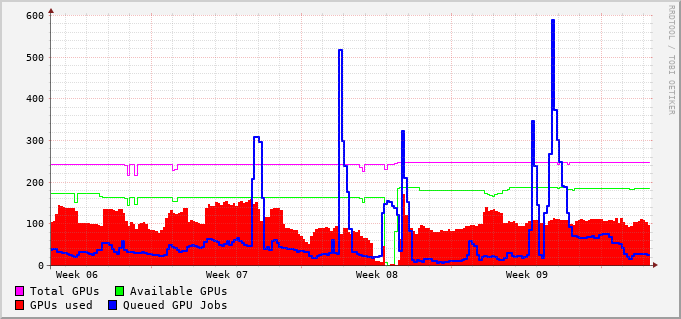 600
500
400
300
200
100
0
Week 06 Week 07 Week 08 Week 09
Total GPUs Available GPUs
GPUs used Queued GPU Jobs
RRDTOOL / TOBI OETIKER